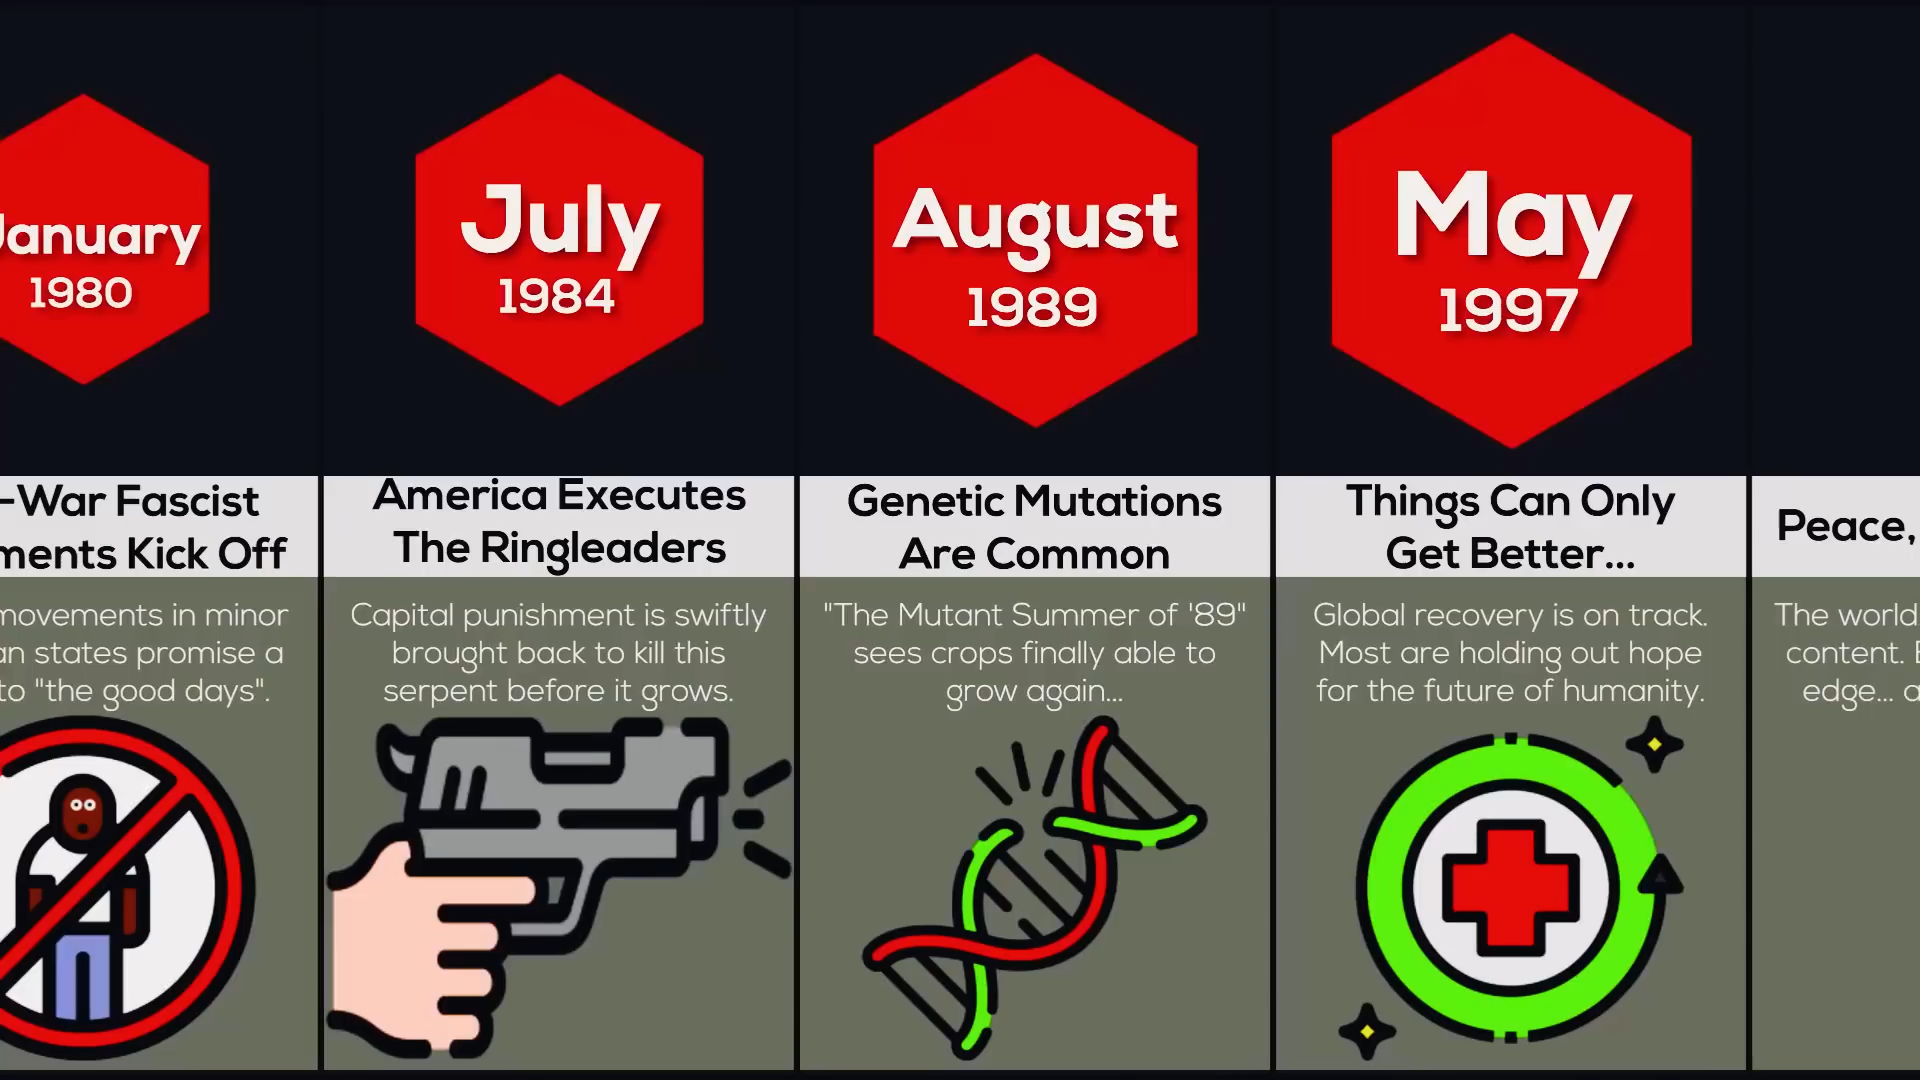 January
1980
-War Fascist
ments Kick Off
movements in minor
an states promise a
to "the good days".
July
1984
America Executes
The Ringleaders
Capital punishment is swiftly
brought back to kill this
serpent before it grows.
August
1989
Genetic Mutations
Are Common
"The Mutant Summer of '89"
sees crops finally able to
grow again...
May
1997
Things Can Only
Get Better...
Global recovery is on track.
Most are holding out hope
for the future of humanity.
Peace,
The world
content.
edge... a